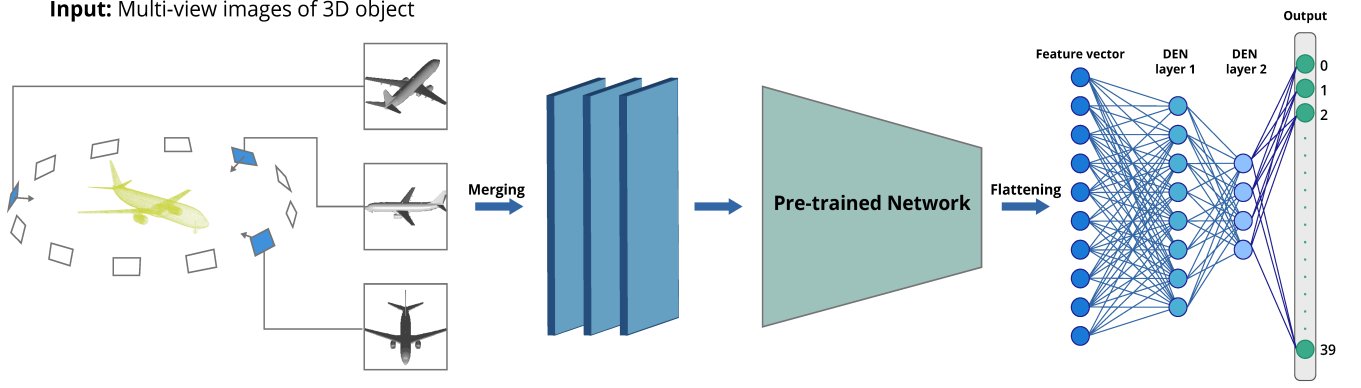 Input: Multi-view images of 3D object
Merging
Pre-trained Network
Flattening
Feature vector
DEN
layer 1
DEN
layer 2
Output
0
1
2
39